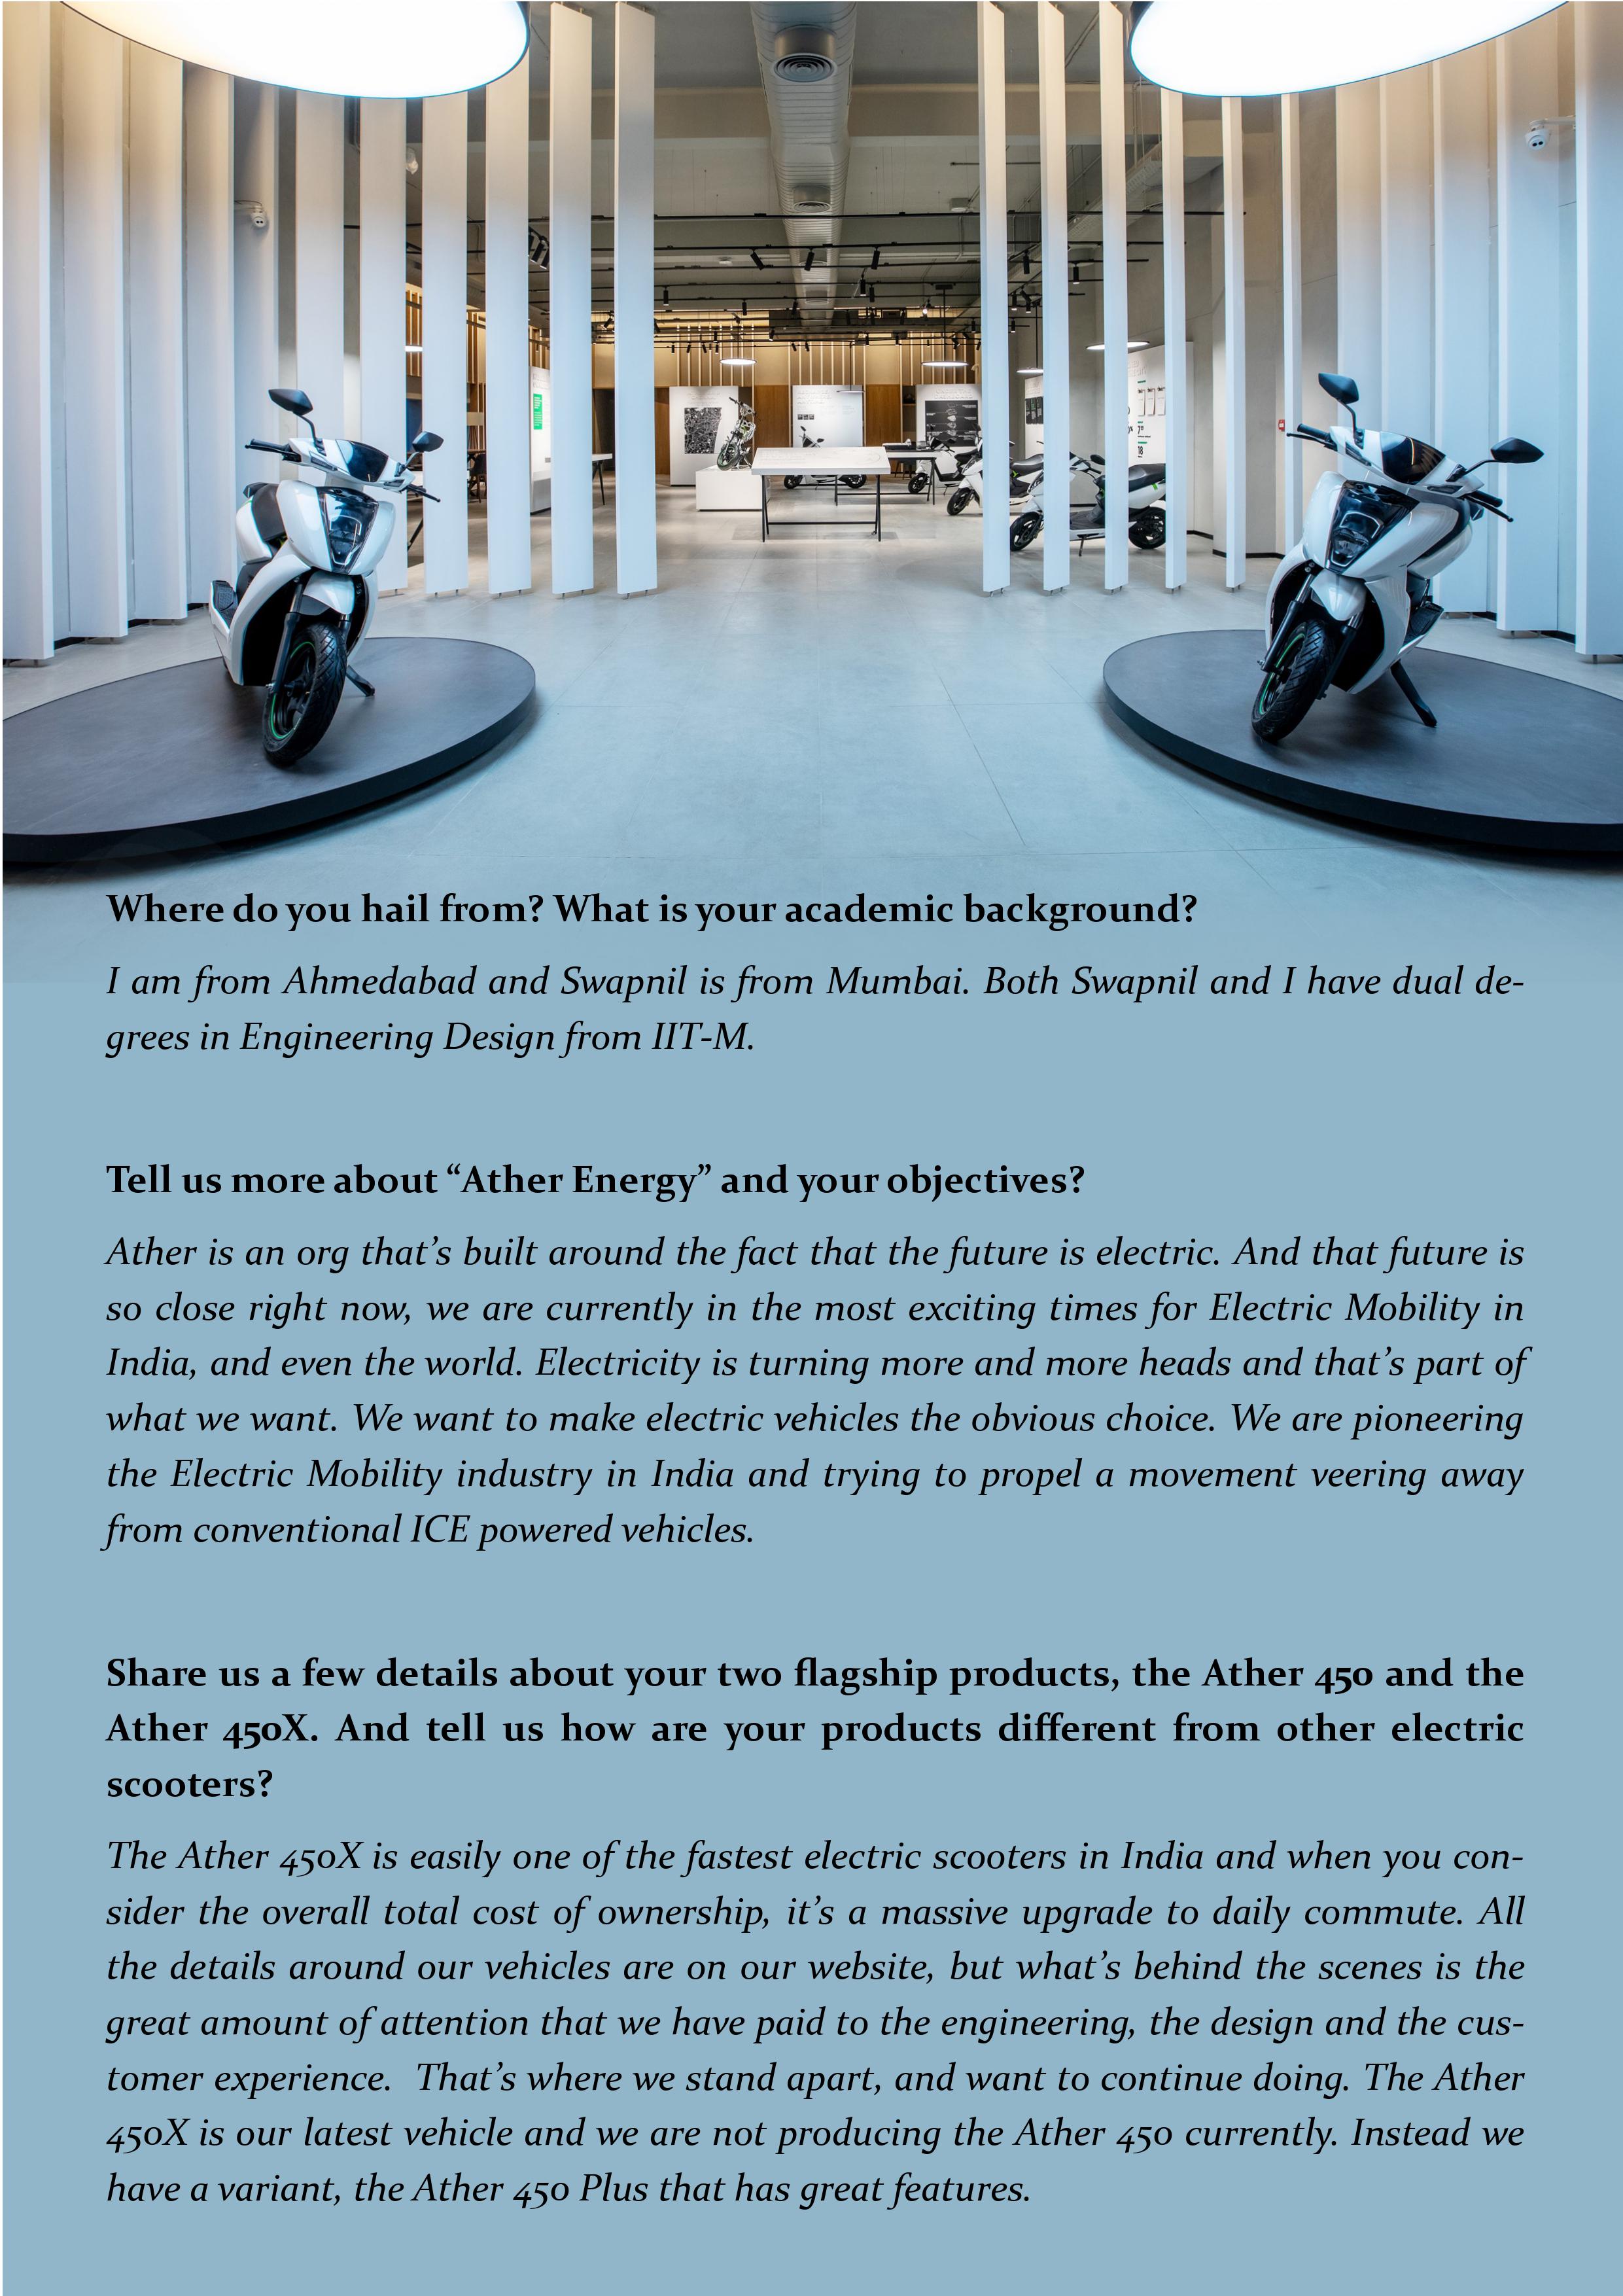 Where do you hail from? What is your academic background?
I am from Ahmedabad and Swapnil is from Mumbai. Both Swapnil and I have dual de-
grees in Engineering Design from IIT-M.
Tell us more about “Ather Energy” and your objectives?
Ather is an org that’s built around the fact that the future is electric. And that future is
so close right now, we are currently in the most exciting times for Electric Mobility in
India, and even the world. Electricity is turning more and more heads and that’s part of
what we want. We want to make electric vehicles the obvious choice. We are pioneering
the Electric Mobility industry in India and trying to propel a movement veering away
from conventional ICE powered vehicles.
Share us a few details about your two flagship products, the Ather 450 and the
Ather 450X. And tell us how are your products different from other electric
scooters?
The Ather 450X is easily one of the fastest electric scooters in India and when you con-
sider the overall total cost of ownership, it’s a massive upgrade to daily commute. All
the details around our vehicles are on our website, but what’s behind the scenes is the
great amount of attention that we have paid to the engineering, the design and the cus-
tomer experience.  That’s where we stand apart, and want to continue doing. The Ather
450X is our latest vehicle and we are not producing the Ather 450 currently. Instead we
have a variant, the Ather 450 Plus that has great features.